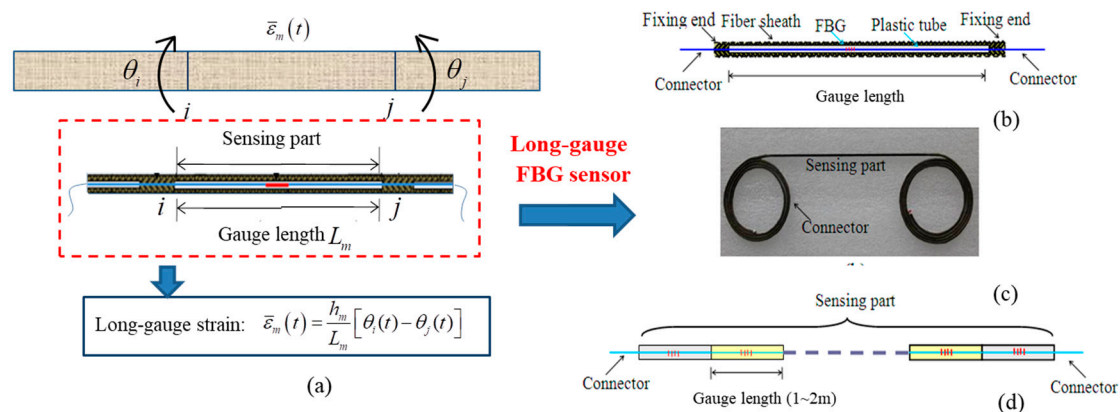 ε̄ₘ(t)
θᵢ
θⱼ
i
j
Sensing part
i
j
Gauge length Lₘ
Long-gauge strain: ε̄ₘ(t) = hₘ/Lₘ [θᵢ(t) − θⱼ(t)]
(a)
Long-gauge
FBG sensor
Fixing end
Fiber sheath
FBG
Plastic tube
Fixing end
Connector
Connector
Gauge length
(b)
Sensing part
Connector
(c)
Sensing part
Connector
Connector
Gauge length (1~2m)
(d)